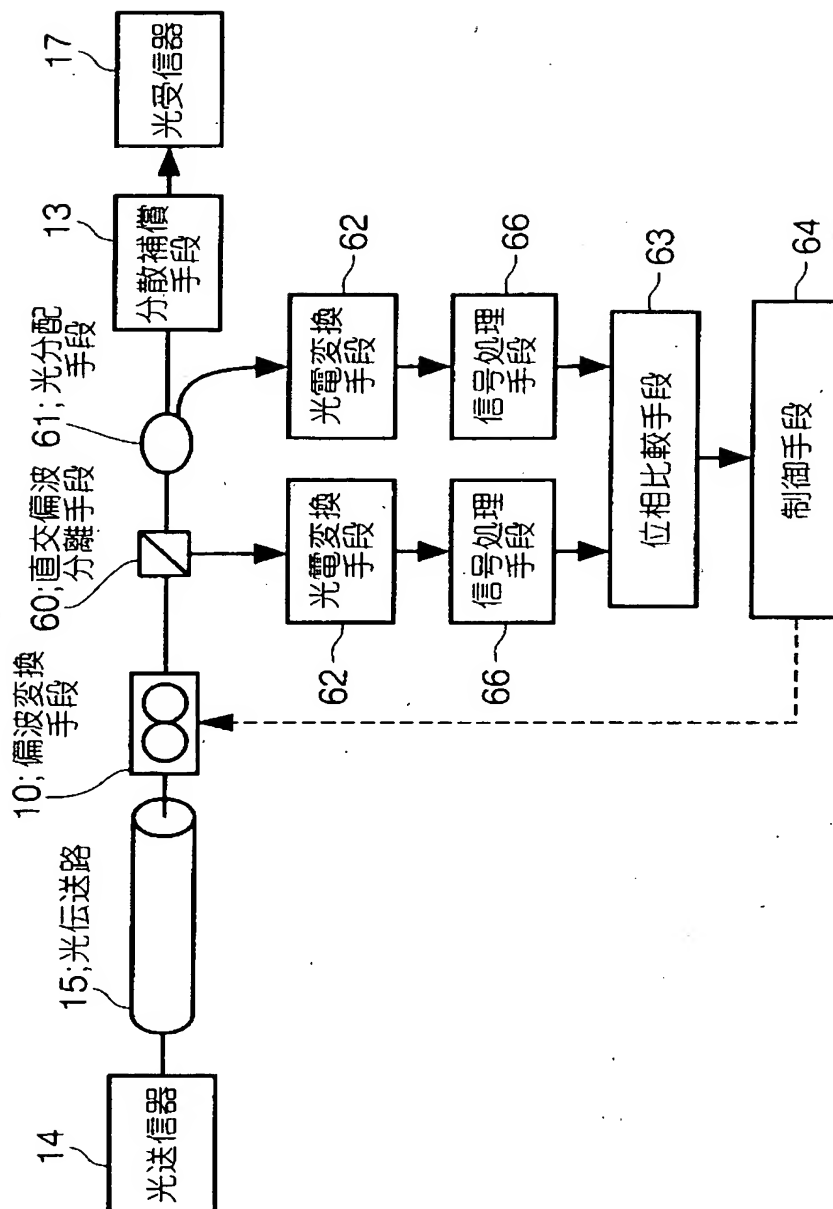 14
光送信器
15;光伝送路
10;偏波変換
手段
60;直交偏波
分離手段
61;光分配
手段
13
分散補償
手段
17
光受信器
光電変換
手段
62
光電変換
手段
62
信号処理
手段
66
信号処理
手段
66
位相比較手段
63
制御手段
64